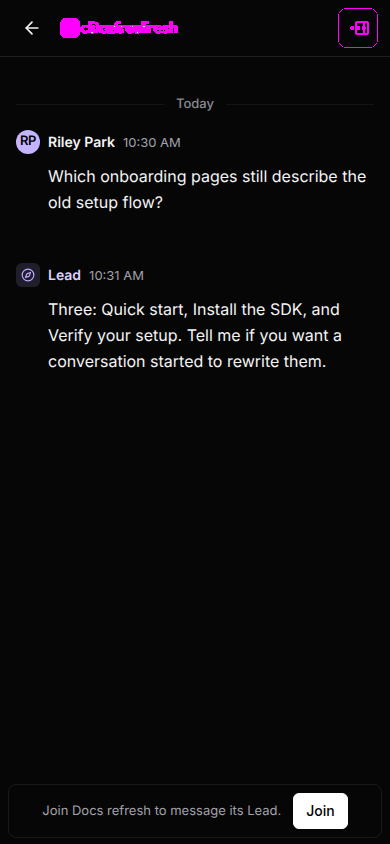 Today
RP Riley Park 10:30 AM
Which onboarding pages still describe the
old setup flow?
Lead 10:31 AM
Three: Quick start, Install the SDK, and
Verify your setup. Tell me if you want a
conversation started to rewrite them.
Join Docs refresh to message its Lead. Join